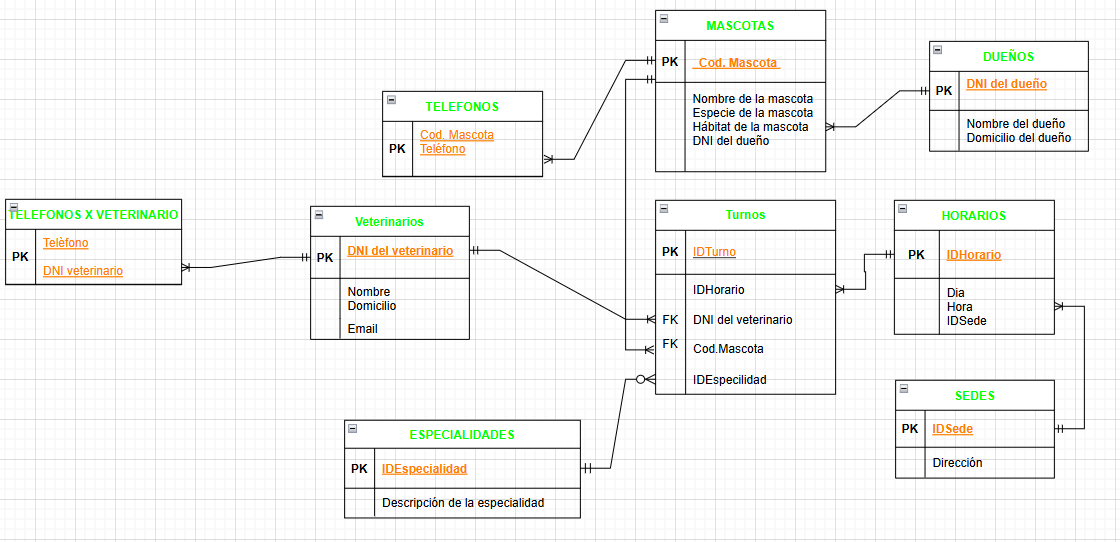 MASCOTAS
PK
Cod. Mascota
Nombre de la mascota
Especie de la mascota
Hábitat de la mascota
DNI del dueño
DUEÑOS
PK
DNI del dueño
Nombre del dueño
Domicilio del dueño
TELEFONOS
PK
Cod. Mascota
Teléfono
TELEFONOS X VETERINARIO
PK
Telèfono
DNI veterinario
Veterinarios
PK
DNI del veterinario
Nombre
Domicilio
Email
Turnos
PK
IDTurno
IDHorario
FK
DNI del veterinario
FK
Cod.Mascota
IDEspecilidad
HORARIOS
PK
IDHorario
Dia
Hora
IDSede
SEDES
PK
IDSede
Dirección
ESPECIALIDADES
PK
IDEspecialidad
Descripción de la especialidad